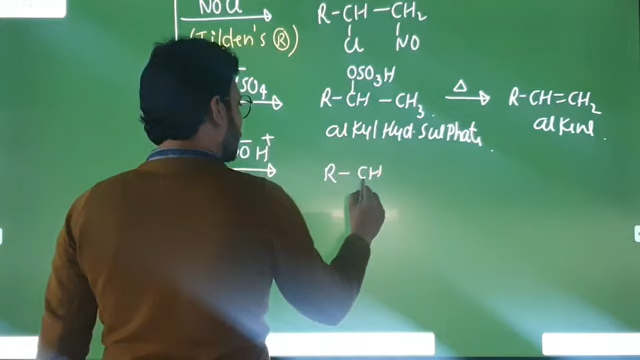 NOCl
R-CH-CH2
(Tilden's R)
Cl NO
OSO3H
SO4
R-CH-CH3 Δ R-CH=CH2
alkyl Hyd. Sulphate. alkene.
OH+
R-CH